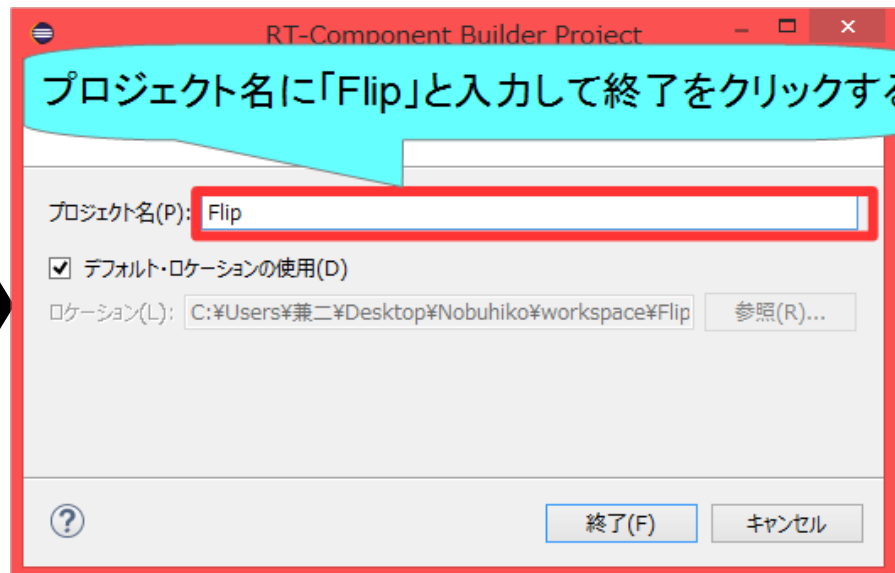 RT-Component Builder Project
プロジェクト名に「Flip」と入力して終了をクリックする
プロジェクト名(P): Flip
デフォルト・ロケーションの使用(D)
ロケーション(L): C:¥Users¥兼二¥Desktop¥Nobuhiko¥workspace¥Flip 参照(R)...
終了(F) キャンセル